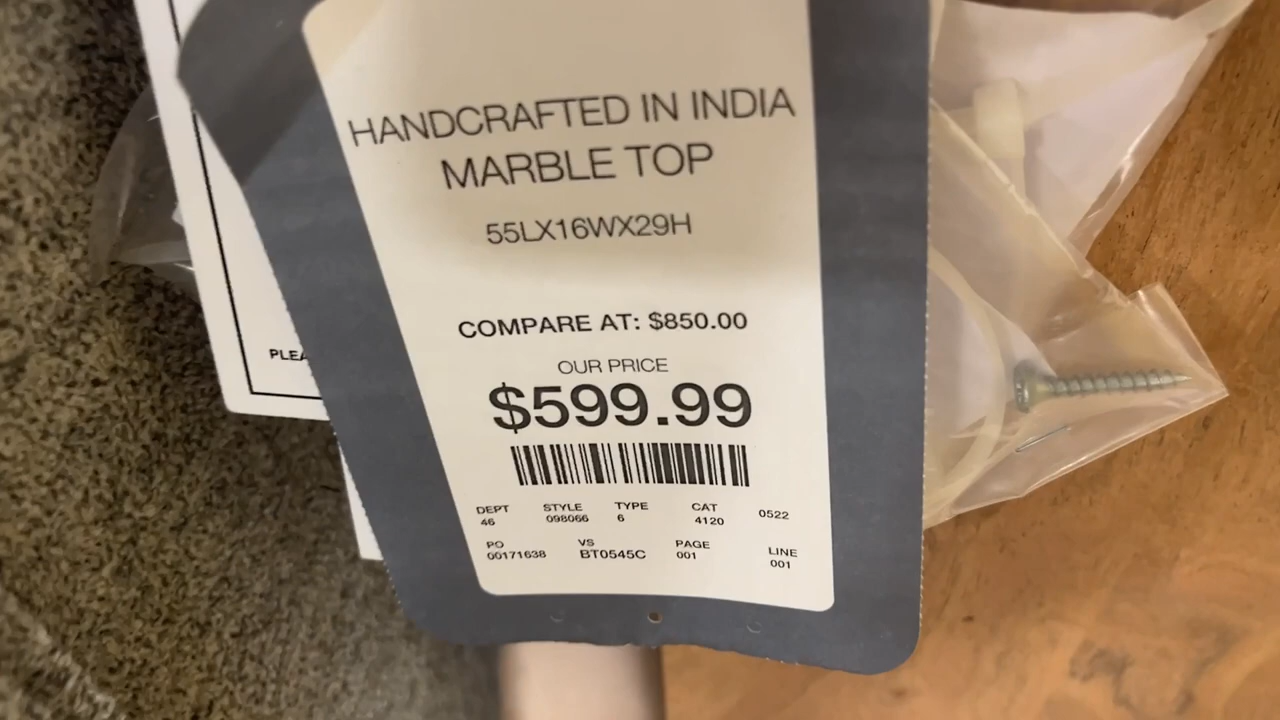 HANDCRAFTED IN INDIA
MARBLE TOP
55LX16WX29H
COMPARE AT: $850.00
OUR PRICE
$599.99
DEPT STYLE TYPE CAT 0522
46 098066 6 4120
PO VS PAGE LINE
00171638 BT0545C 001 001